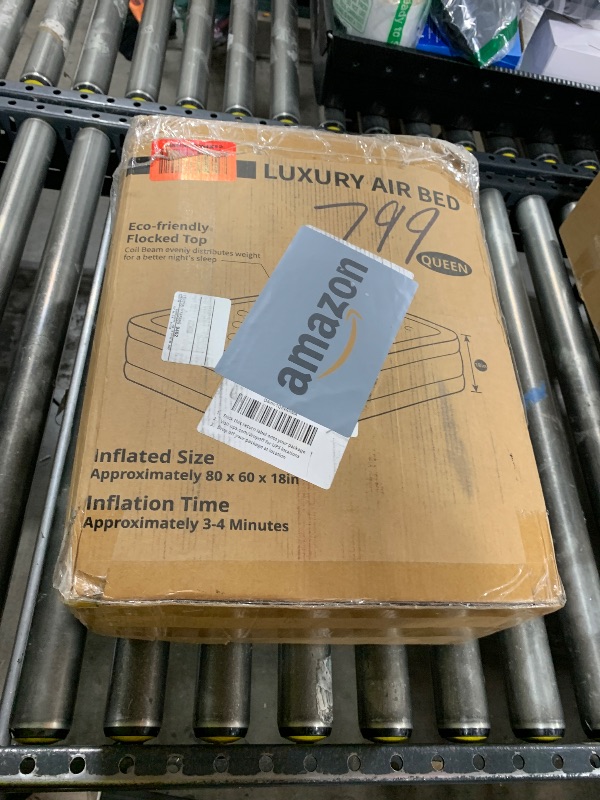 LUXURY AIR BED
799
QUEEN
Eco-friendly,
Flocked Top
Coil Beam evenly distributes weight
for a better night's sleep
amazon
Inflated Size
Approximately 80 x 60 x 18in
Inflation Time
Approximately 3-4 Minutes